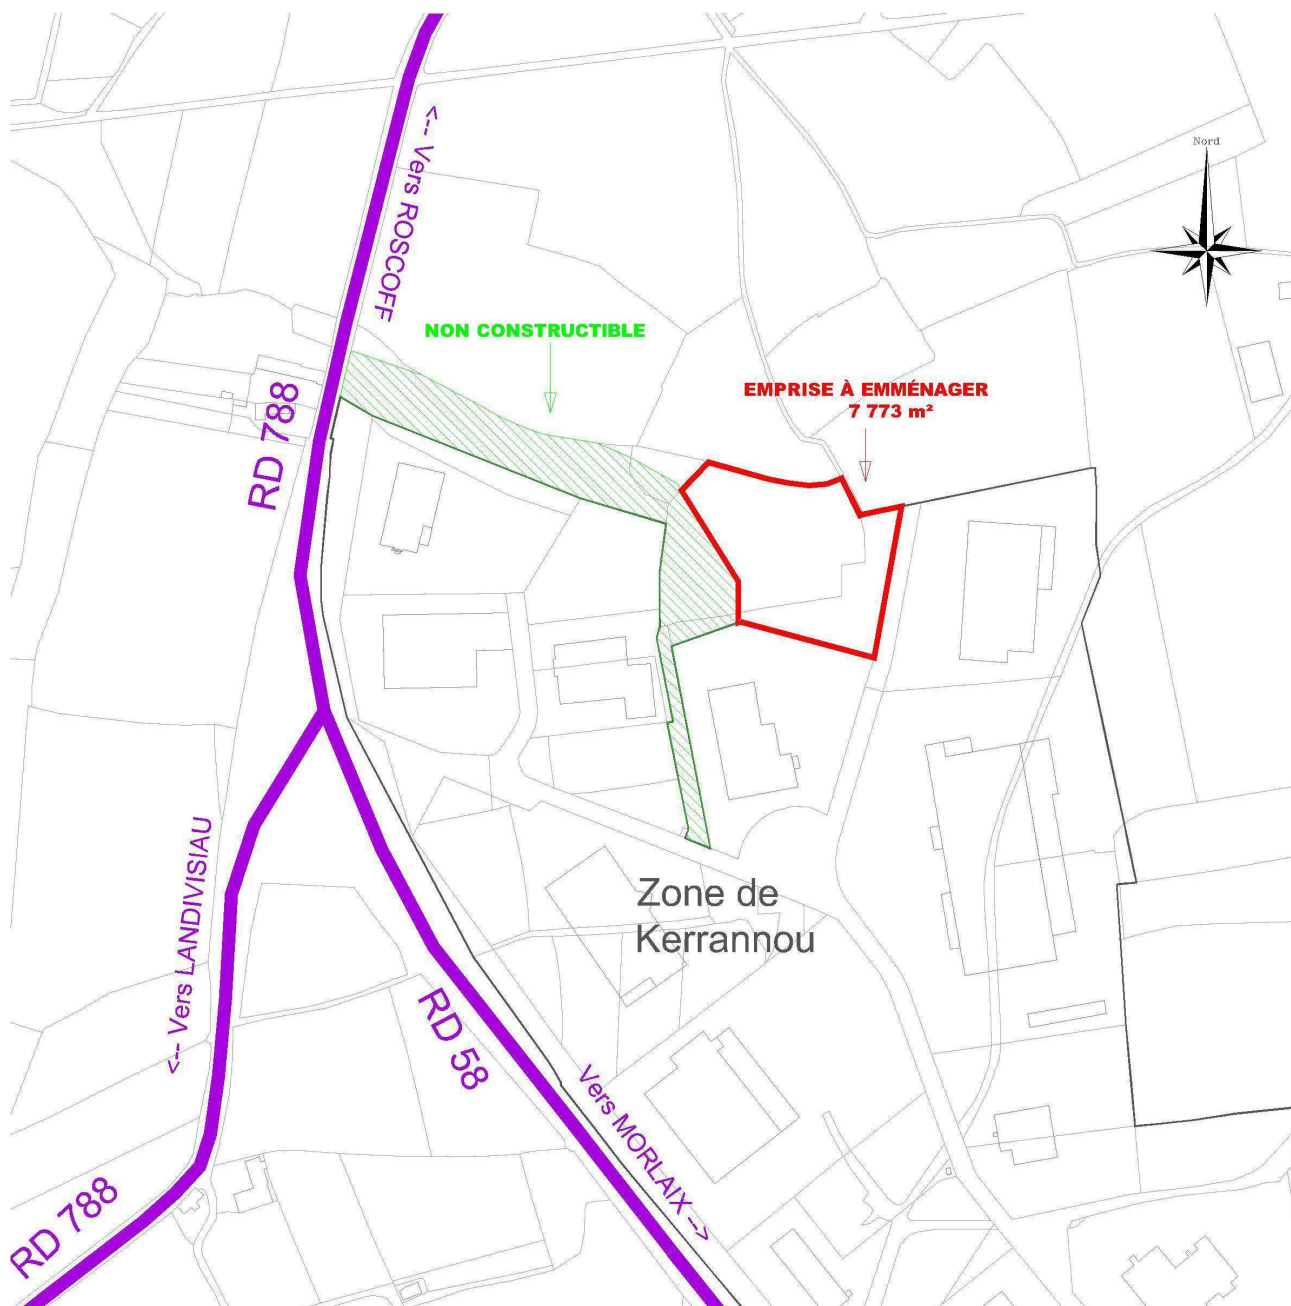 Nord
<--- Vers ROSCOFF
NON CONSTRUCTIBLE
EMPRISE À EMMÉNAGER
7 773 m²
RD 788
<--- Vers LANDIVISIAU
Zone de
Kerrannou
RD 58
Vers MORLAIX -->
RD 788